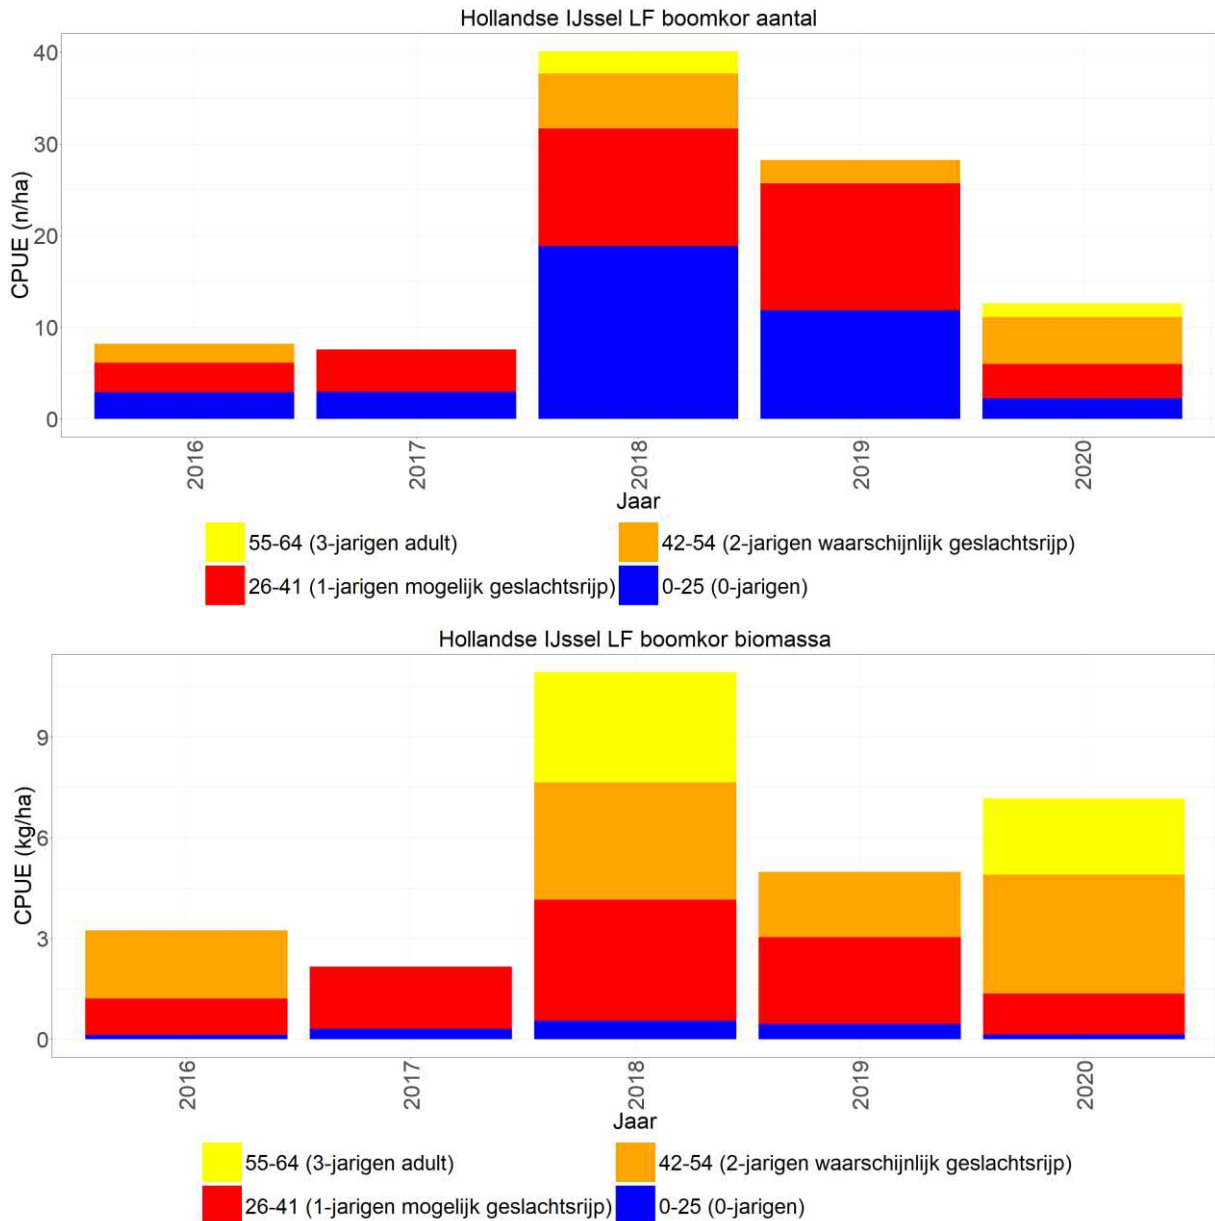 Hollandse IJssel LF boomkor aantal
CPUE (n/ha)
40
30
20
10
0
2016 2017 2018 2019 2020
Jaar
55-64 (3-jarigen adult) 42-54 (2-jarigen waarschijnlijk geslachtsrijp)
26-41 (1-jarigen mogelijk geslachtsrijp) 0-25 (0-jarigen)
Hollandse IJssel LF boomkor biomassa
CPUE (kg/ha)
9
6
3
0
2016 2017 2018 2019 2020
Jaar
55-64 (3-jarigen adult) 42-54 (2-jarigen waarschijnlijk geslachtsrijp)
26-41 (1-jarigen mogelijk geslachtsrijp) 0-25 (0-jarigen)